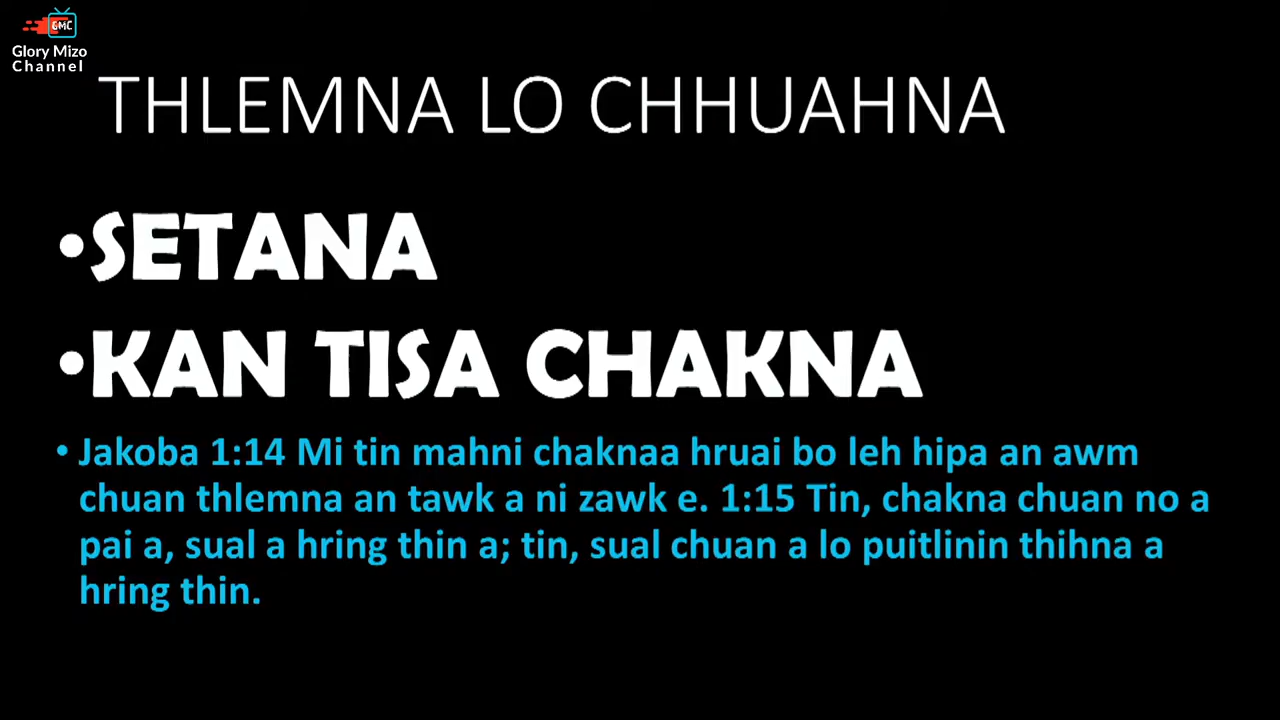 GMC
Glory Mizo
Channel
THLEMNA LO CHHUAHNA
•SETANA
•KAN TISA CHAKNA
• Jakoba 1:14 Mi tin mahni chaknaa hruai bo leh hipa an awm
chuan thlemna an tawk a ni zawk e. 1:15 Tin, chakna chuan no a
pai a, sual a hring thin a; tin, sual chuan a lo puitlinin thihna a
hring thin.